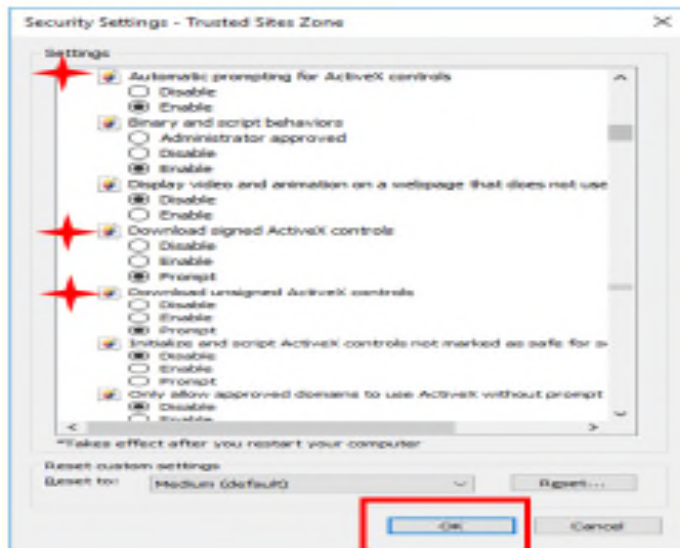 Security Settings - Trusted Sites Zone
Settings
Automatic prompting for ActiveX controls
Disable
Enable
Binary and script behaviors
Administrator approved
Disable
Enable
Display video and animation on a webpage that does not use
Disable
Enable
Download signed ActiveX controls
Disable
Enable
Prompt
Download unsigned ActiveX controls
Disable
Enable
Prompt
Initialize and script ActiveX controls not marked as safe for s
Disable
Enable
Prompt
Only allow approved domains to use ActiveX without prompt
Disable
Enable
*Takes effect after you restart your computer
Reset custom settings
Reset to: Medium (default) Reset...
OK Cancel